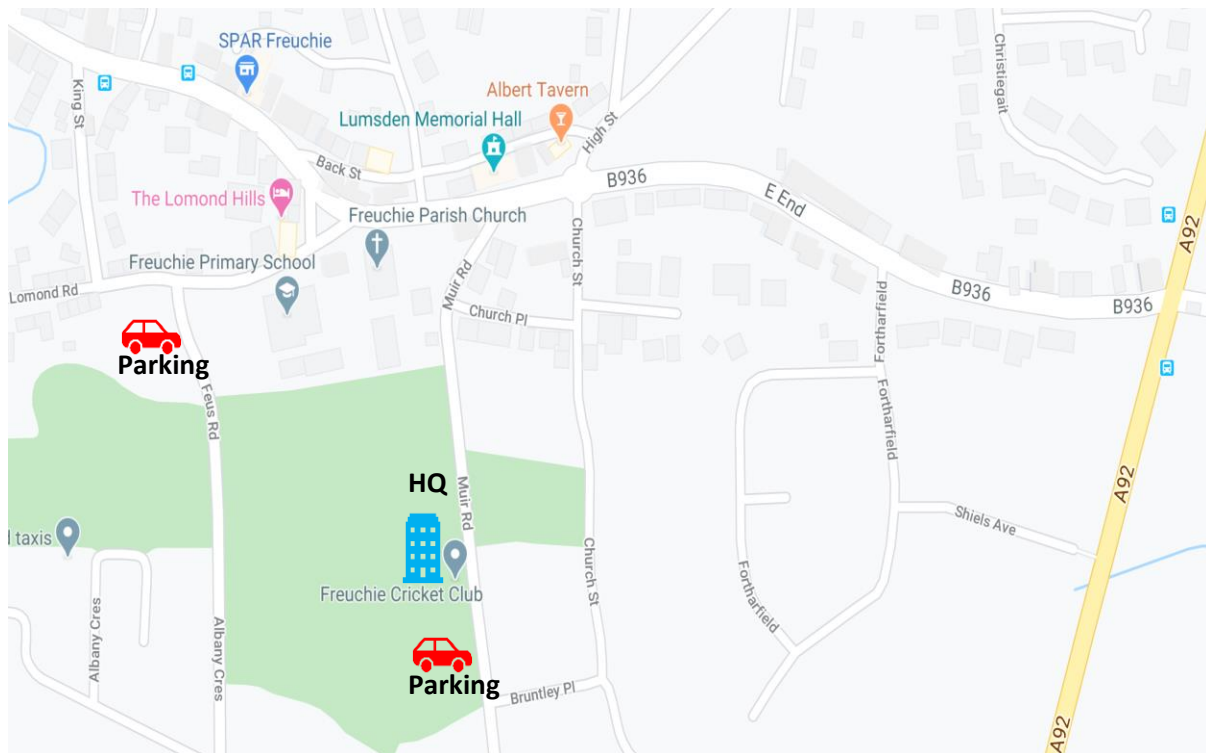 SPAR Freuchie
Christiegait
King St
Albert Tavern
Lumsden Memorial Hall
High St
Back St
B936
E End
The Lomond Hills
Freuchie Parish Church
Church St
A92
Freuchie Primary School
Muir Rd
Lomond Rd
B936
B936
Church Pl
Fortharfield
Parking
Feus Rd
Fortharfield
HQ
A92
Muir Rd
Shiels Ave
taxis
Church St
Freuchie Cricket Club
Fortharfield
Albany Cres
Albany Cres
Parking
Bruntley Pl
A92